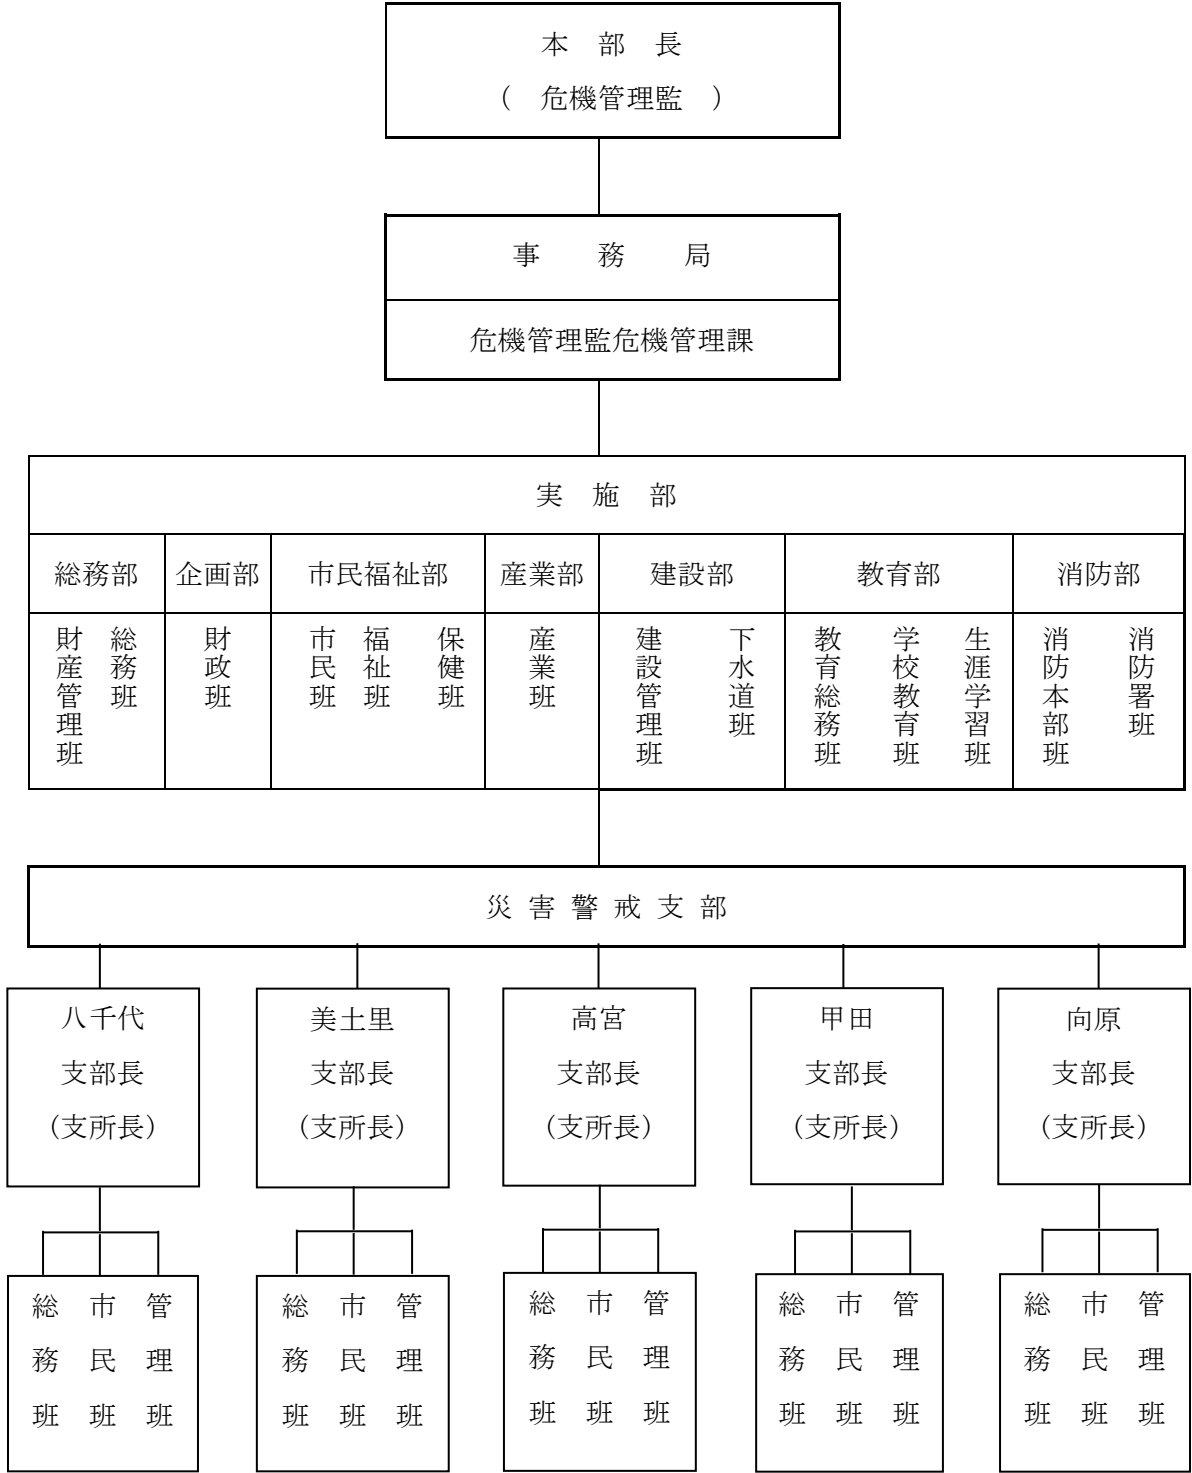 本　部　長
（　危機管理監　）
事　　務　　局
危機管理監危機管理課
実　施　部
総務部
企画部
市民福祉部
産業部
建設部
教育部
消防部
財産管理班
総務班
財政班
市民班
福祉班
保健班
産業班
建設管理班
下水道班
教育総務班
学校教育班
生涯学習班
消防本部班
消防署班
災 害 警 戒 支 部
八千代
支部長
（支所長）
美土里
支部長
（支所長）
高宮
支部長
（支所長）
甲田
支部長
（支所長）
向原
支部長
（支所長）
総務班
市民班
管理班
総務班
市民班
管理班
総務班
市民班
管理班
総務班
市民班
管理班
総務班
市民班
管理班